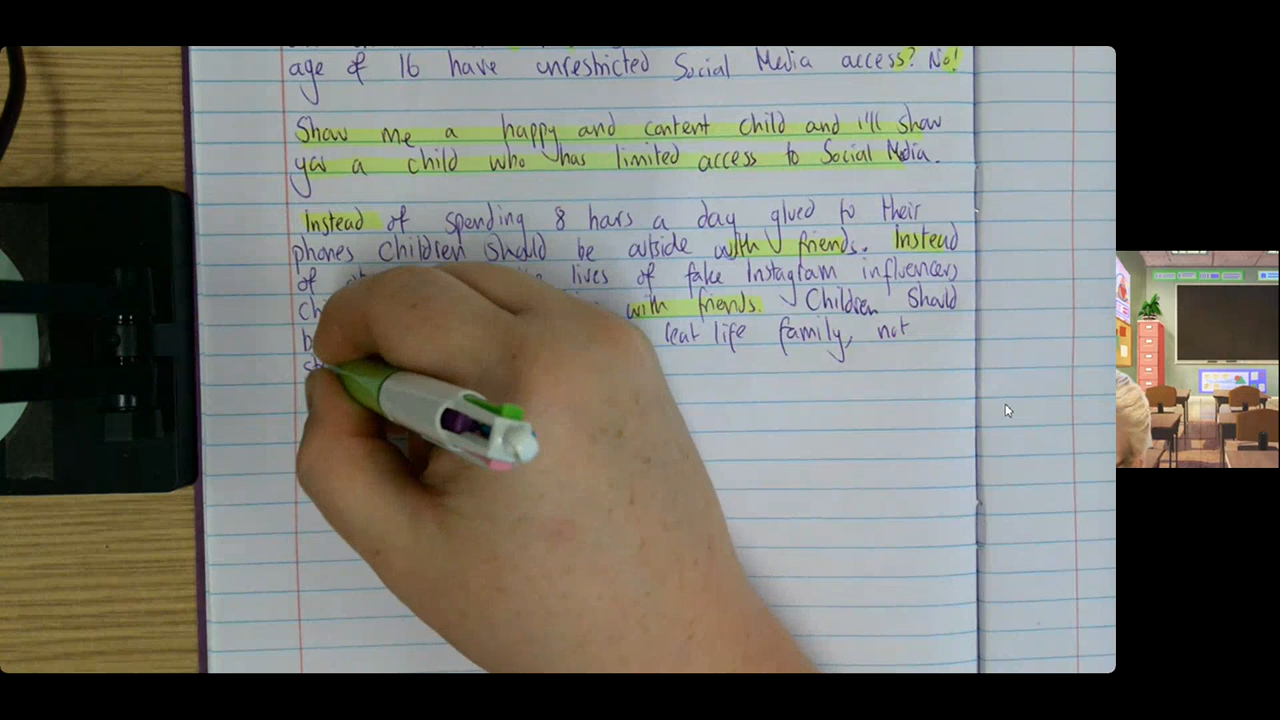 age of 16 have unrestricted Social Media access? No!
Show me a happy and content child and I'll show
you a child who has limited access to Social Media.
Instead of spending 8 hours a day glued to their
phones children should be outside with friends. Instead
of lives of fake Instagram influencers
with friends. Children should
real life family, not